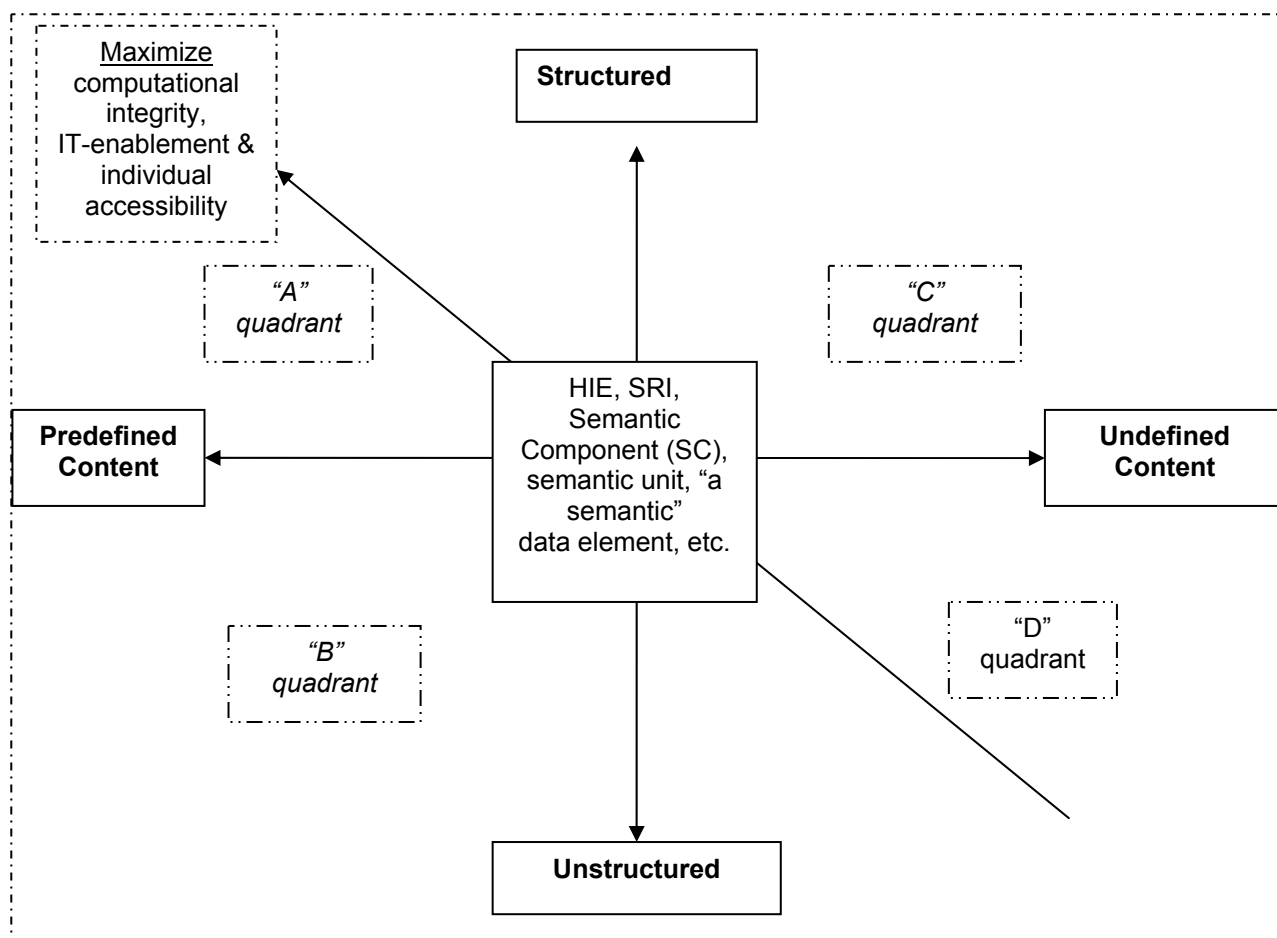 Maximize
computational
integrity,
IT-enablement &
individual
accessibility
Structured
“A”
quadrant
“C”
quadrant
HIE, SRI,
Semantic
Component (SC),
semantic unit, “a
semantic”
data element, etc.
Predefined
Content
Undefined
Content
“B”
quadrant
“D”
quadrant
Unstructured